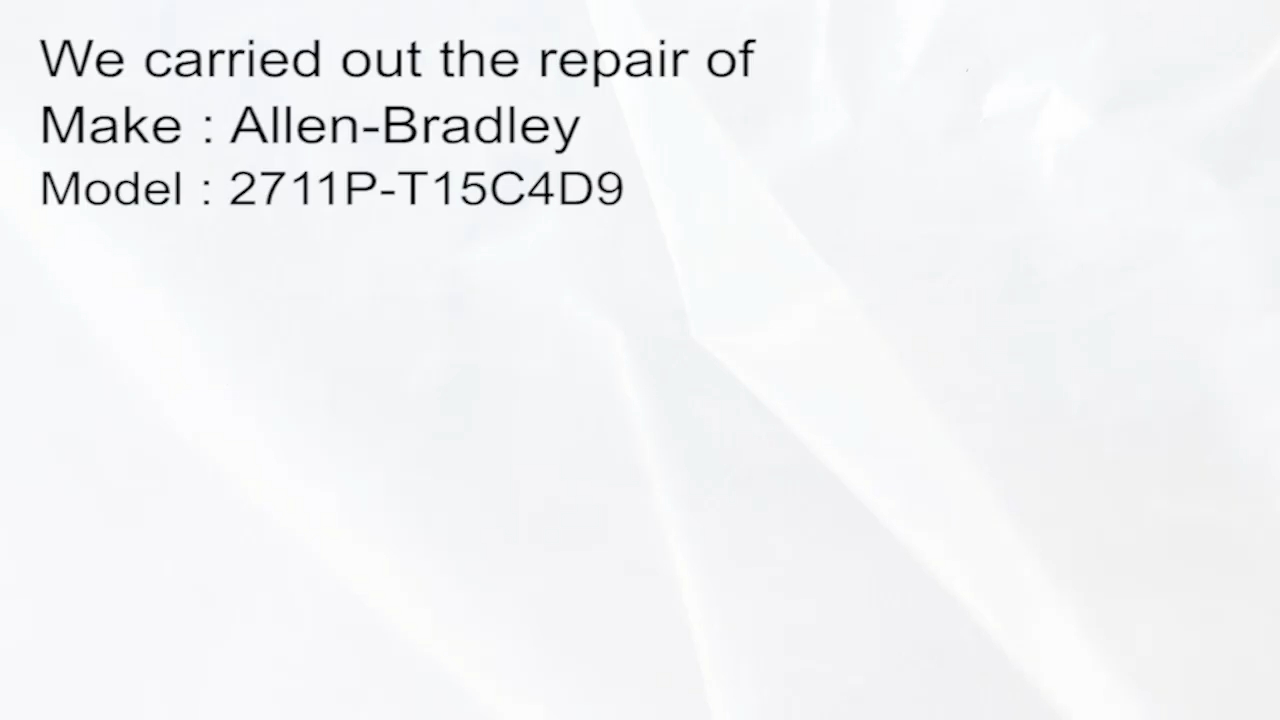 We carried out the repair of
Make : Allen-Bradley
Model : 2711P-T15C4D9